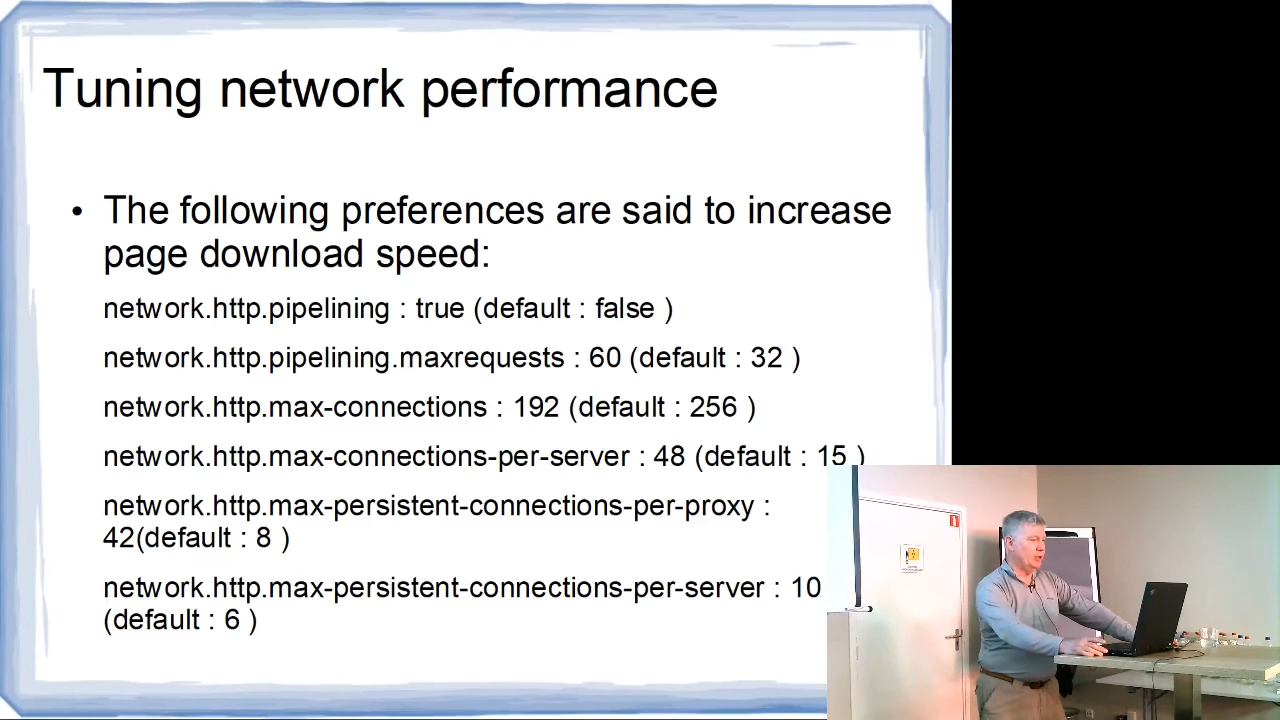 Tuning network performance
• The following preferences are said to increase
page download speed:
network.http.pipelining : true (default : false )
network.http.pipelining.maxrequests : 60 (default : 32 )
network.http.max-connections : 192 (default : 256 )
network.http.max-connections-per-server : 48 (default : 15 )
network.http.max-persistent-connections-per-proxy :
42(default : 8 )
network.http.max-persistent-connections-per-server : 10
(default : 6 )